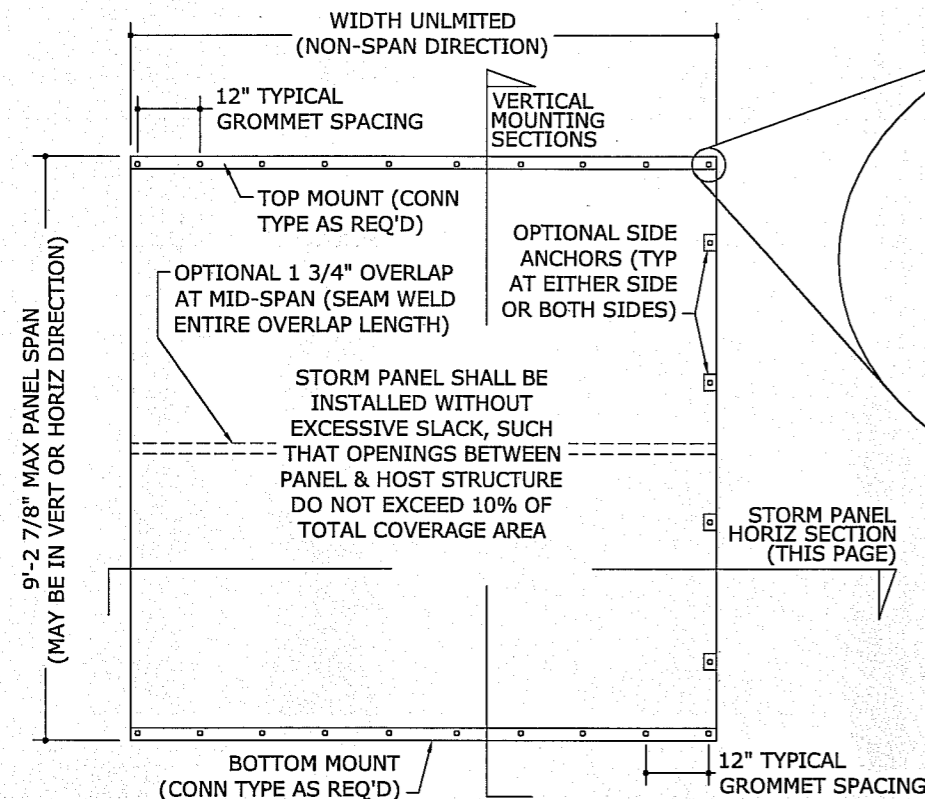 WIDTH UNLMITED
(NON-SPAN DIRECTION)
12" TYPICAL
GROMMET SPACING
VERTICAL
MOUNTING
SECTIONS
TOP MOUNT (CONN
TYPE AS REQ'D)
OPTIONAL SIDE
ANCHORS (TYP
AT EITHER SIDE
OR BOTH SIDES)
OPTIONAL 1 3/4" OVERLAP
AT MID-SPAN (SEAM WELD
ENTIRE OVERLAP LENGTH)
9'-2 7/8" MAX PANEL SPAN
(MAY BE IN VERT OR HORIZ DIRECTION)
STORM PANEL SHALL BE
INSTALLED WITHOUT
EXCESSIVE SLACK, SUCH
THAT OPENINGS BETWEEN
PANEL & HOST STRUCTURE
DO NOT EXCEED 10% OF
TOTAL COVERAGE AREA
STORM PANEL
HORIZ SECTION
(THIS PAGE)
BOTTOM MOUNT
(CONN TYPE AS REQ'D)
12" TYPICAL
GROMMET SPACING